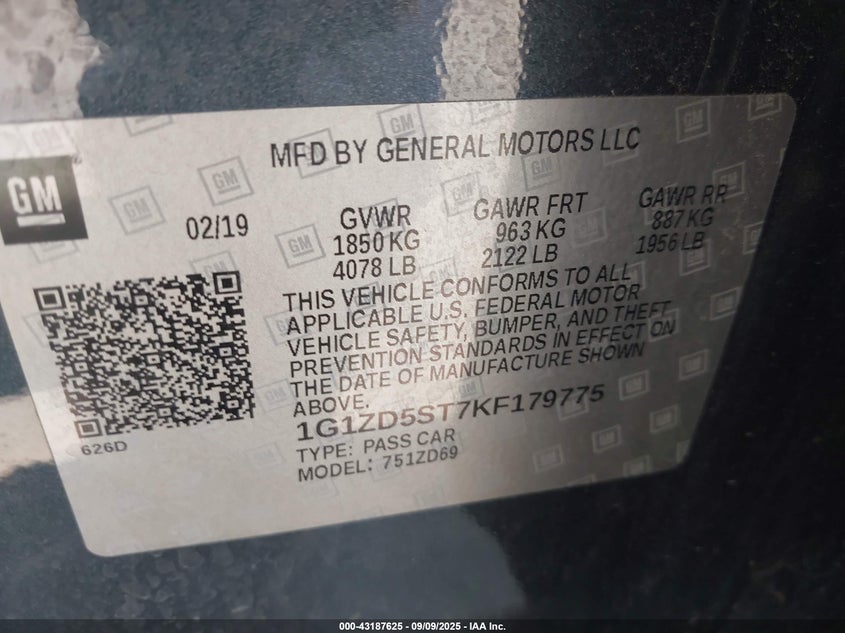 MFD BY GENERAL MOTORS LLC
GM
02/19
GVWR
1850 KG
4078 LB
GAWR FRT
963 KG
2122 LB
GAWR RR
887 KG
1956 LB
THIS VEHICLE CONFORMS TO ALL
APPLICABLE U.S. FEDERAL MOTOR
VEHICLE SAFETY, BUMPER, AND THEFT
PREVENTION STANDARDS IN EFFECT ON
THE DATE OF MANUFACTURE SHOWN
ABOVE.
1G1ZD5ST7KF179775
TYPE: PASS CAR
MODEL: 751ZD69
626D
000-43187625 - 09/09/2025 - IAA Inc.